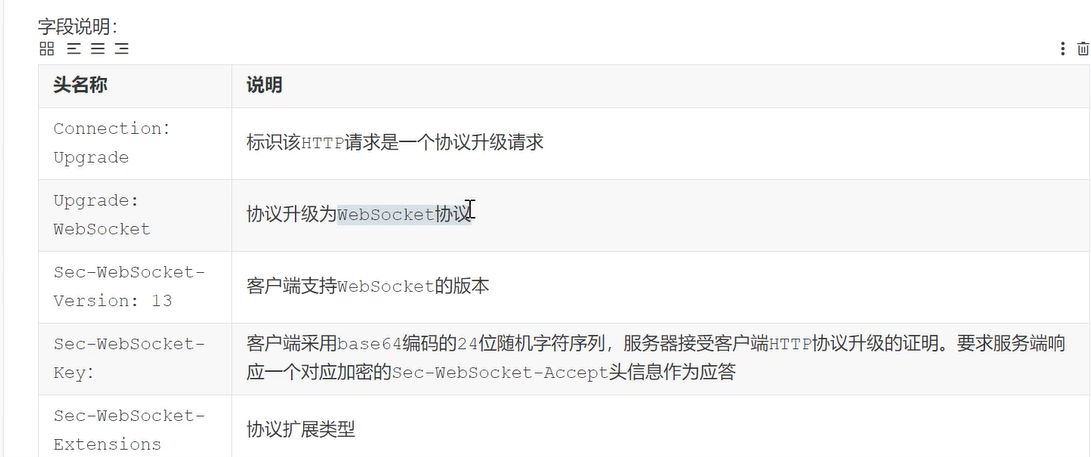 字段说明：
头名称 说明
Connection:
Upgrade
标识该HTTP请求是一个协议升级请求
Upgrade:
WebSocket
协议升级为WebSocket协议
Sec-WebSocket-
Version: 13
客户端支持WebSocket的版本
Sec-WebSocket-
Key:
客户端采用base64编码的24位随机字符序列，服务器接受客户端HTTP协议升级的证明。要求服务端响
应一个对应加密的Sec-WebSocket-Accept头信息作为应答
Sec-WebSocket-
Extensions
协议扩展类型